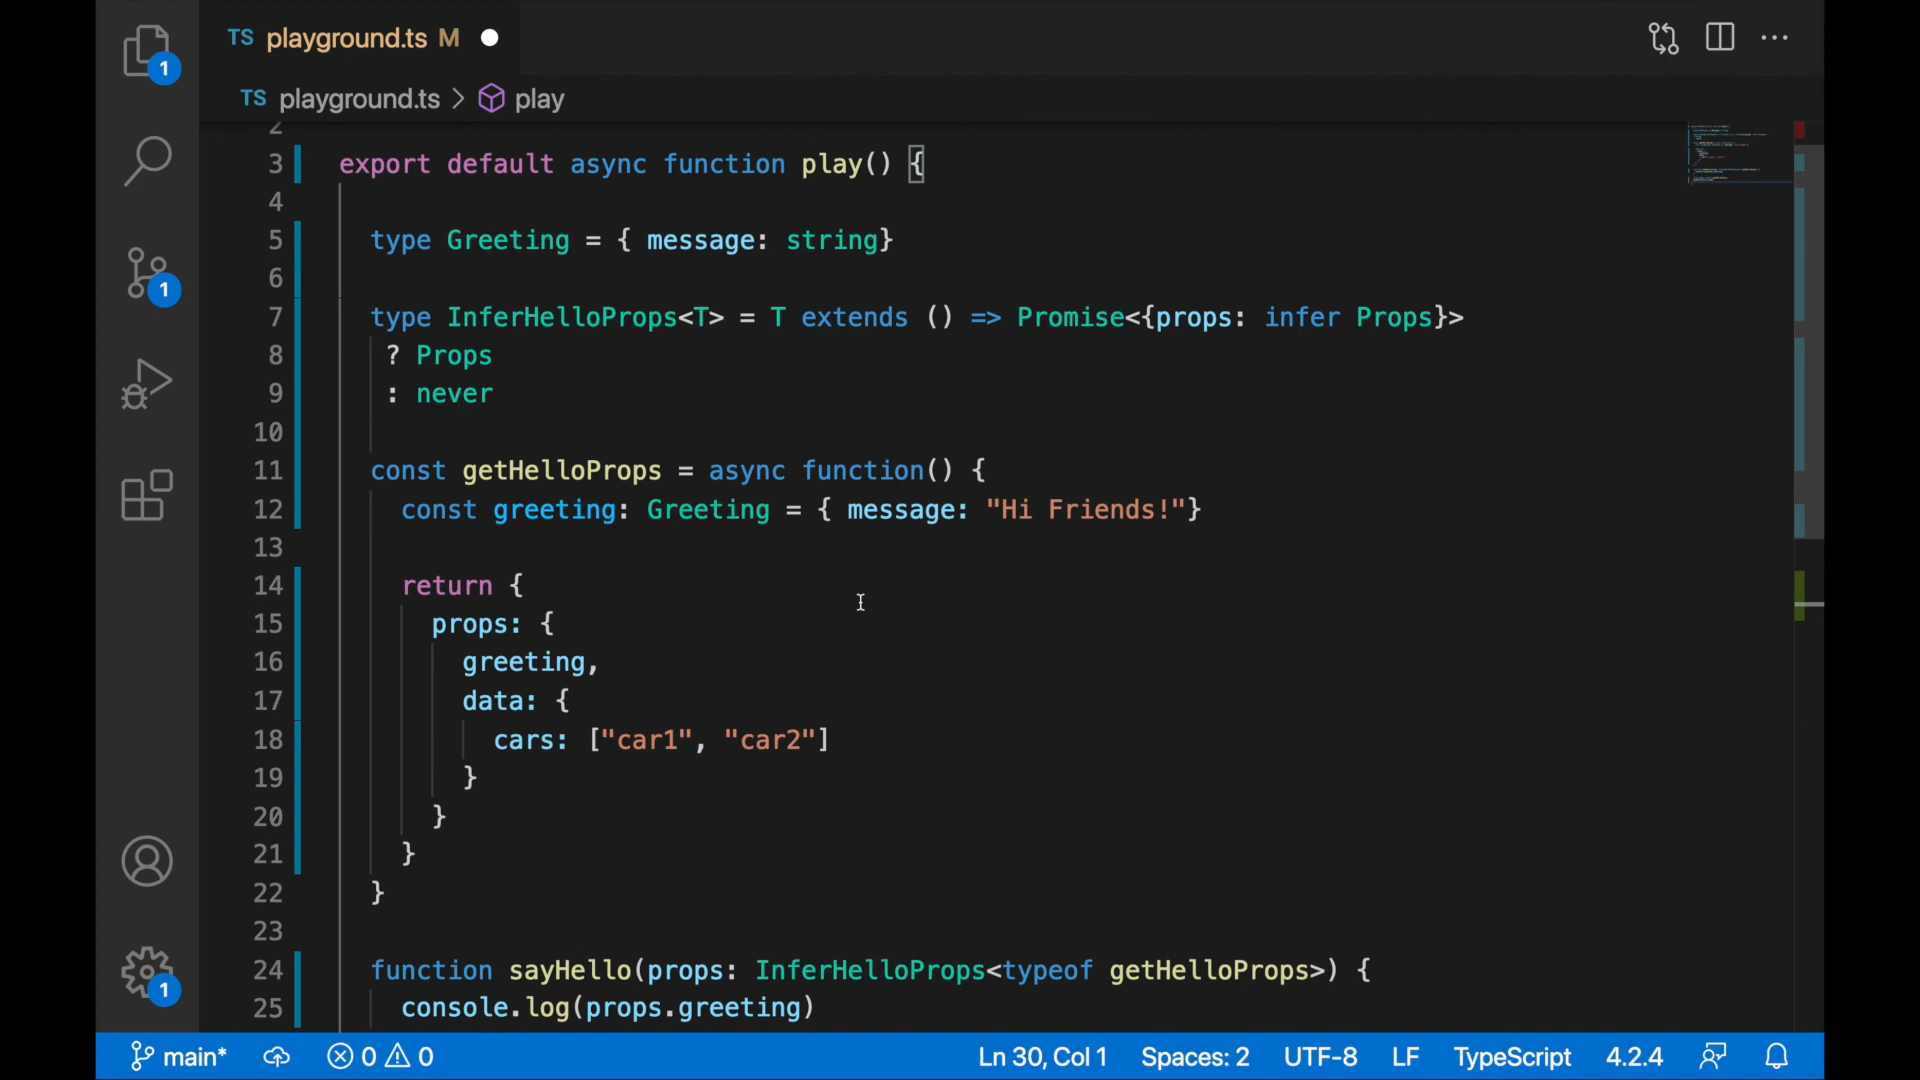 TS playground.ts M
TS playground.ts > play
2
3 export default async function play() {
4
5 type Greeting = { message: string}
6
7 type InferHelloProps<T> = T extends () => Promise<{props: infer Props}>
8 ? Props
9 : never
10
11 const getHelloProps = async function() {
12 const greeting: Greeting = { message: "Hi Friends!"}
13
14 return {
15 props: {
16 greeting,
17 data: {
18 cars: ["car1", "car2"]
19 }
20 }
21 }
22 }
23
24 function sayHello(props: InferHelloProps<typeof getHelloProps>) {
25 console.log(props.greeting)
1
1
1
main* 0 0 Ln 30, Col 1 Spaces: 2 UTF-8 LF TypeScript 4.2.4